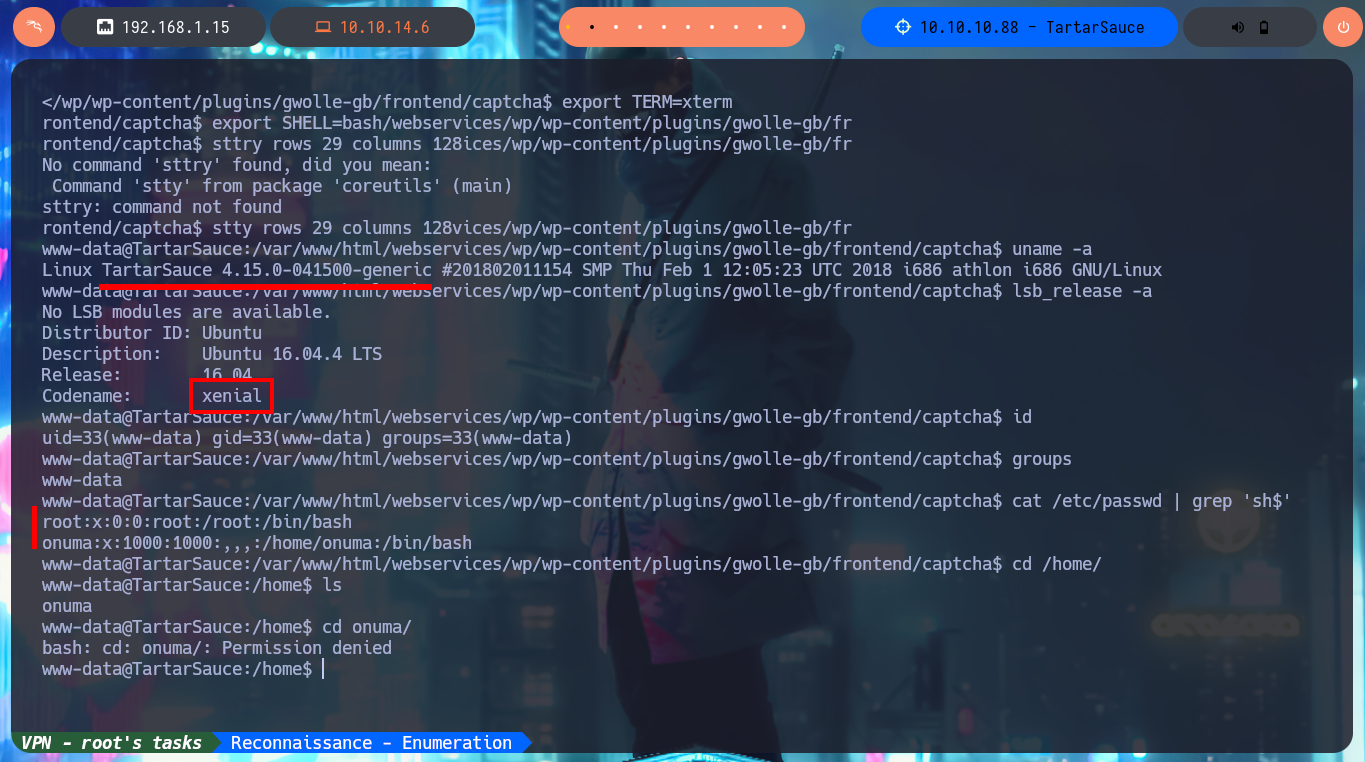 192.168.1.15
10.10.14.6
10.10.10.88 - TartarSauce
</wp/wp-content/plugins/gwolle-gb/frontend/captcha$ export TERM=xterm
rontend/captcha$ export SHELL=bash/webservices/wp/wp-content/plugins/gwolle-gb/fr
rontend/captcha$ sttry rows 29 columns 128ices/wp/wp-content/plugins/gwolle-gb/fr
No command 'sttry' found, did you mean:
 Command 'stty' from package 'coreutils' (main)
sttry: command not found
rontend/captcha$ stty rows 29 columns 128vices/wp/wp-content/plugins/gwolle-gb/fr
www-data@TartarSauce:/var/www/html/webservices/wp/wp-content/plugins/gwolle-gb/frontend/captcha$ uname -a
Linux TartarSauce 4.15.0-041500-generic #201802011154 SMP Thu Feb 1 12:05:23 UTC 2018 i686 athlon i686 GNU/Linux
www-data@TartarSauce:/var/www/html/webservices/wp/wp-content/plugins/gwolle-gb/frontend/captcha$ lsb_release -a
No LSB modules are available.
Distributor ID: Ubuntu
Description:    Ubuntu 16.04.4 LTS
Release:        16.04
Codename:       xenial
www-data@TartarSauce:/var/www/html/webservices/wp/wp-content/plugins/gwolle-gb/frontend/captcha$ id
uid=33(www-data) gid=33(www-data) groups=33(www-data)
www-data@TartarSauce:/var/www/html/webservices/wp/wp-content/plugins/gwolle-gb/frontend/captcha$ groups
www-data
www-data@TartarSauce:/var/www/html/webservices/wp/wp-content/plugins/gwolle-gb/frontend/captcha$ cat /etc/passwd | grep 'sh$'
root:x:0:0:root:/root:/bin/bash
onuma:x:1000:1000:,,,:/home/onuma:/bin/bash
www-data@TartarSauce:/var/www/html/webservices/wp/wp-content/plugins/gwolle-gb/frontend/captcha$ cd /home/
www-data@TartarSauce:/home$ ls
onuma
www-data@TartarSauce:/home$ cd onuma/
bash: cd: onuma/: Permission denied
www-data@TartarSauce:/home$
VPN - root's tasks
Reconnaissance - Enumeration